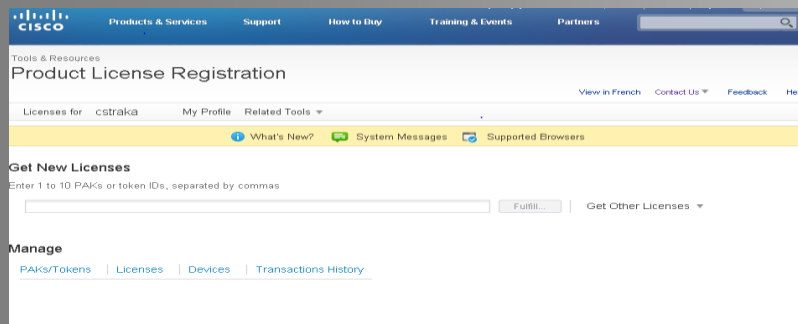 CISCO Products & Services Support How to Buy Training & Events Partners
Tools & Resources
Product License Registration
View in French Contact Us Feedback He
Licenses for cstraka My Profile Related Tools
What's New? System Messages Supported Browsers
Get New Licenses
Enter 1 to 10 PAKs or token IDs, separated by commas
Fulfill... Get Other Licenses
Manage
PAKs/Tokens Licenses Devices Transactions History